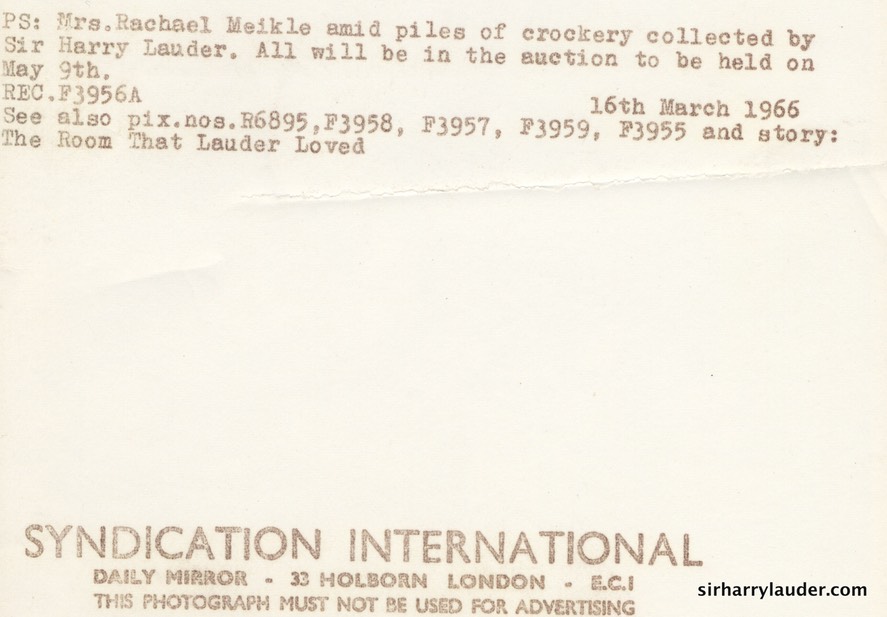 PS: Mrs.Rachael Meikle amid piles of crockery collected by
Sir Harry Lauder. All will be in the auction to be held on
May 9th.
REC.F3956A 16th March 1966
See also pix.nos.R6895,F3958, F3957, F3959, F3955 and story:
The Room That Lauder Loved
SYNDICATION INTERNATIONAL
DAILY MIRROR - 33 HOLBORN LONDON - E.C.1
THIS PHOTOGRAPH MUST NOT BE USED FOR ADVERTISING
sirharrylauder.com